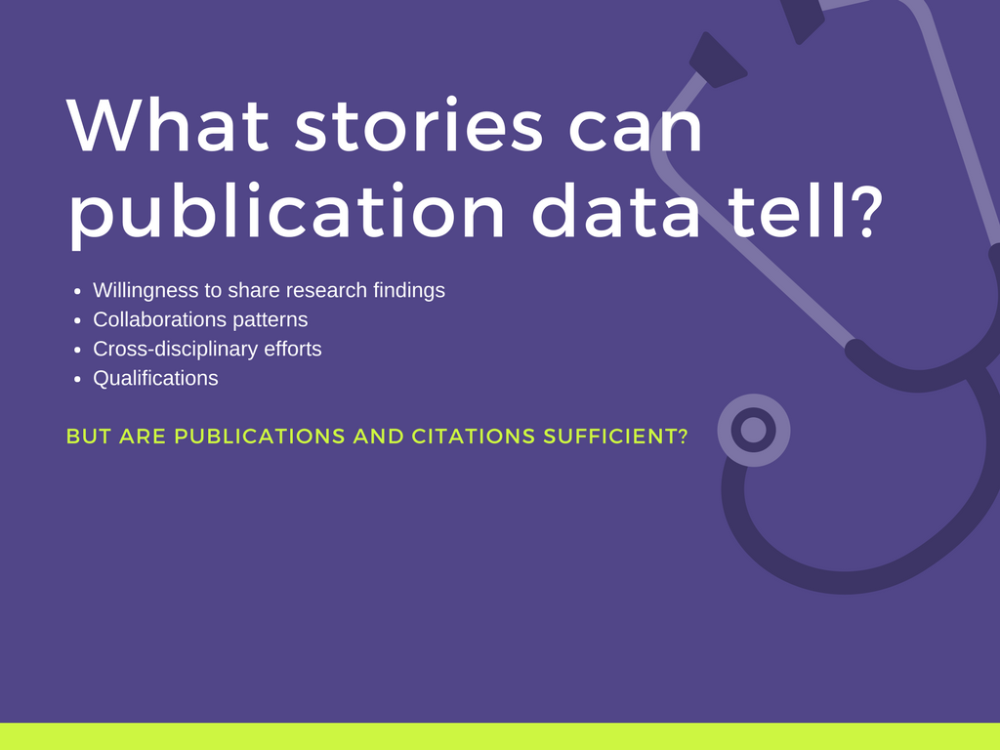 What stories can
publication data tell?
• Willingness to share research findings
• Collaborations patterns
• Cross-disciplinary efforts
• Qualifications
BUT ARE PUBLICATIONS AND CITATIONS SUFFICIENT?